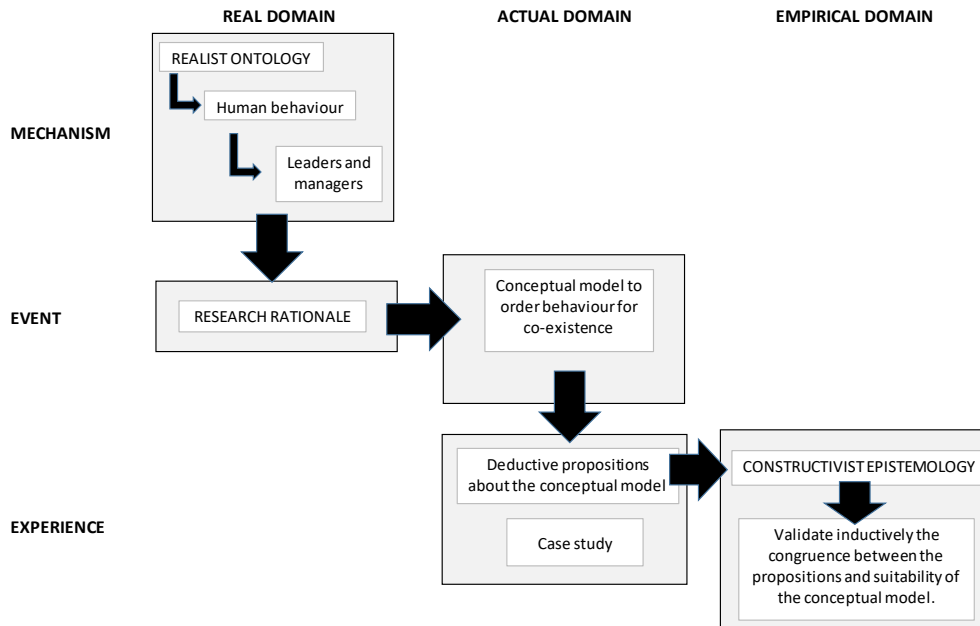 REAL DOMAIN
ACTUAL DOMAIN
EMPIRICAL DOMAIN
REALIST ONTOLOGY
Human behaviour
MECHANISM
Leaders and
managers
EVENT
RESEARCH RATIONALE
Conceptual model to
order behaviour for
co-existence
EXPERIENCE
Deductive propositions
about the conceptual model
Case study
CONSTRUCTIVIST EPISTEMOLOGY
Validate inductively the
congruence between the
propositions and suitability of
the conceptual model.